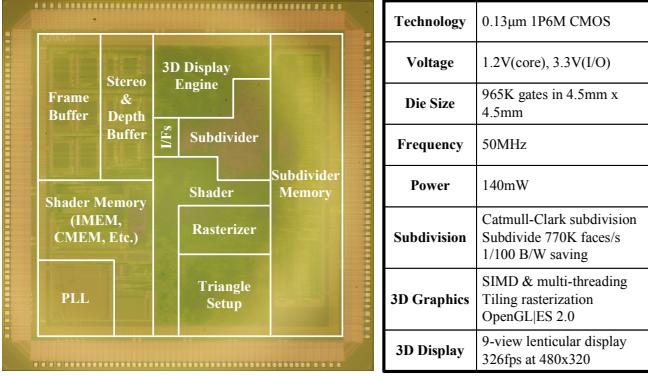 Frame
Buffer
Stereo
&
Depth
Buffer
3D Display
Engine
I/Fs
Subdivider
Subdivider
Memory
Shader
Shader Memory
(IMEM,
CMEM, Etc.)
Rasterizer
PLL
Triangle
Setup
Technology 0.13μm 1P6M CMOS
Voltage 1.2V(core), 3.3V(I/O)
Die Size 965K gates in 4.5mm x
4.5mm
Frequency 50MHz
Power 140mW
Subdivision Catmull-Clark subdivision
Subdivide 770K faces/s
1/100 B/W saving
3D Graphics SIMD & multi-threading
Tiling rasterization
OpenGL|ES 2.0
3D Display 9-view lenticular display
326fps at 480x320